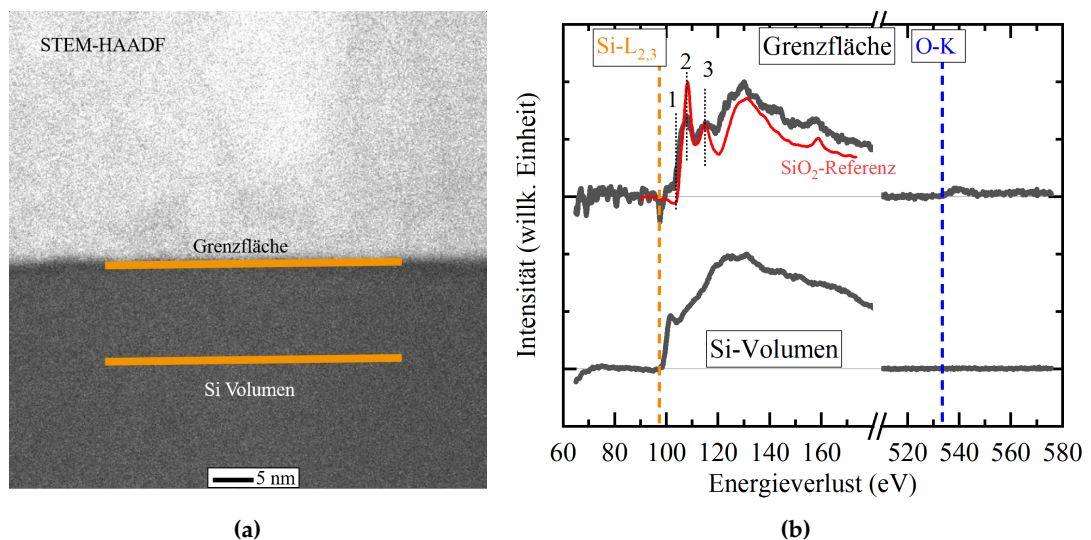 STEM-HAADF
Grenzfläche
Si Volumen
5 nm
(a)
Si-L2,3
Grenzfläche
O-K
2
3
1
SiO2-Referenz
Si-Volumen
Intensität (willk. Einheit)
60 80 100 120 140 160 520 540 560 580
Energieverlust (eV)
(b)